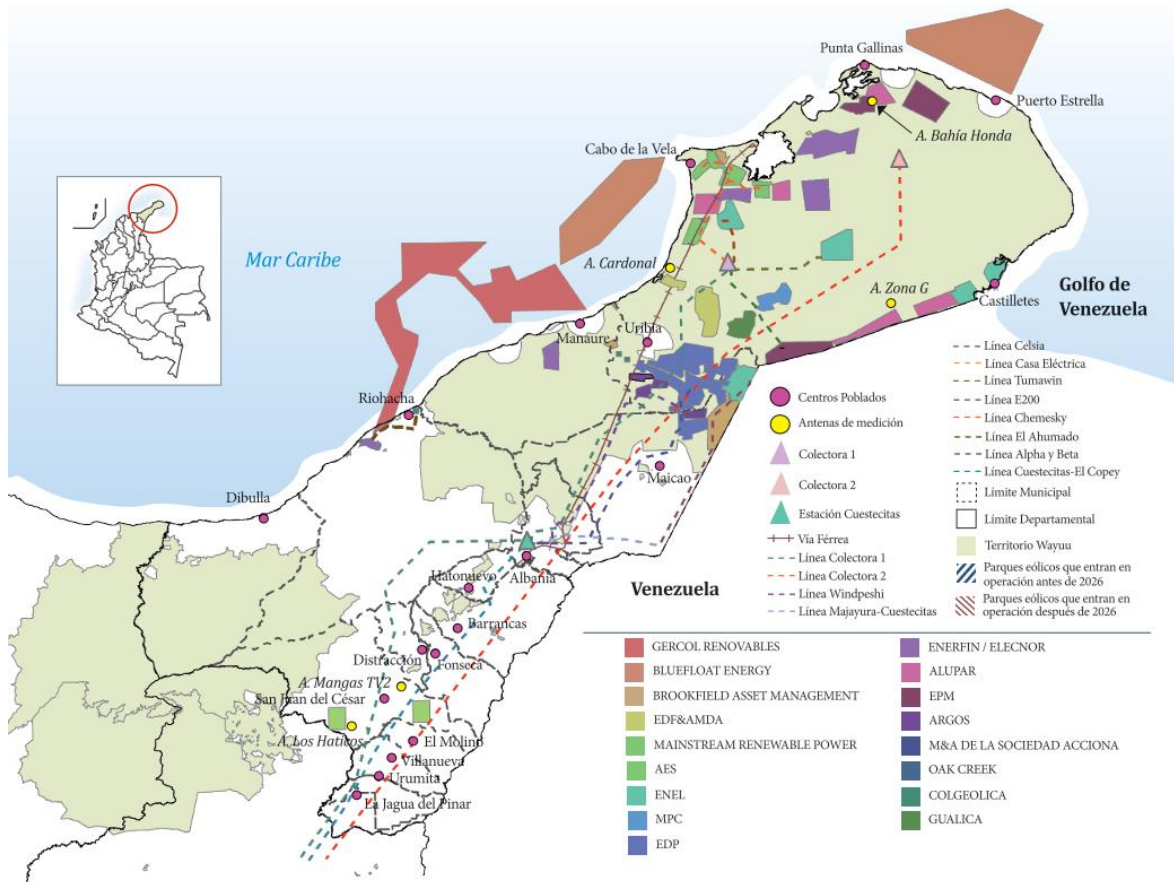 Punta Gallinas
Puerto Estrella
A. Bahía Honda
Cabo de la Vela
Mar Caribe
A. Cardonal
A. Zona G
Golfo de
Venezuela
Castilletes
Manaure
Uribia
Riohacha
Maicao
Dibulla
Albania
Hatonuevo
Barrancas
Distracción
Fonseca
A. Mangas TV2
San Juan del César
A. Los Haticos
El Molino
Villanueva
Urumita
La Jagua del Pinar
Venezuela
Centros Poblados
Antenas de medición
Colectora 1
Colectora 2
Estación Cuestecitas
Vía Férrea
Línea Colectora 1
Línea Colectora 2
Línea Windpeshi
Línea Majayura-Cuestecitas
Línea Celsia
Línea Casa Eléctrica
Línea Tumawin
Línea E200
Línea Chemesky
Línea El Ahumado
Línea Alpha y Beta
Línea Cuestecitas-El Copey
Límite Municipal
Límite Departamental
Territorio Wayuu
Parques eólicos que entran en
operación antes de 2026
Parques eólicos que entran en
operación después de 2026
GERCOL RENOVABLES
BLUEFLOAT ENERGY
BROOKFIELD ASSET MANAGEMENT
EDF&AMDA
MAINSTREAM RENEWABLE POWER
AES
ENEL
MPC
EDP
ENERFIN / ELECNOR
ALUPAR
EPM
ARGOS
M&A DE LA SOCIEDAD ACCIONA
OAK CREEK
COLGEOLICA
GUALICA